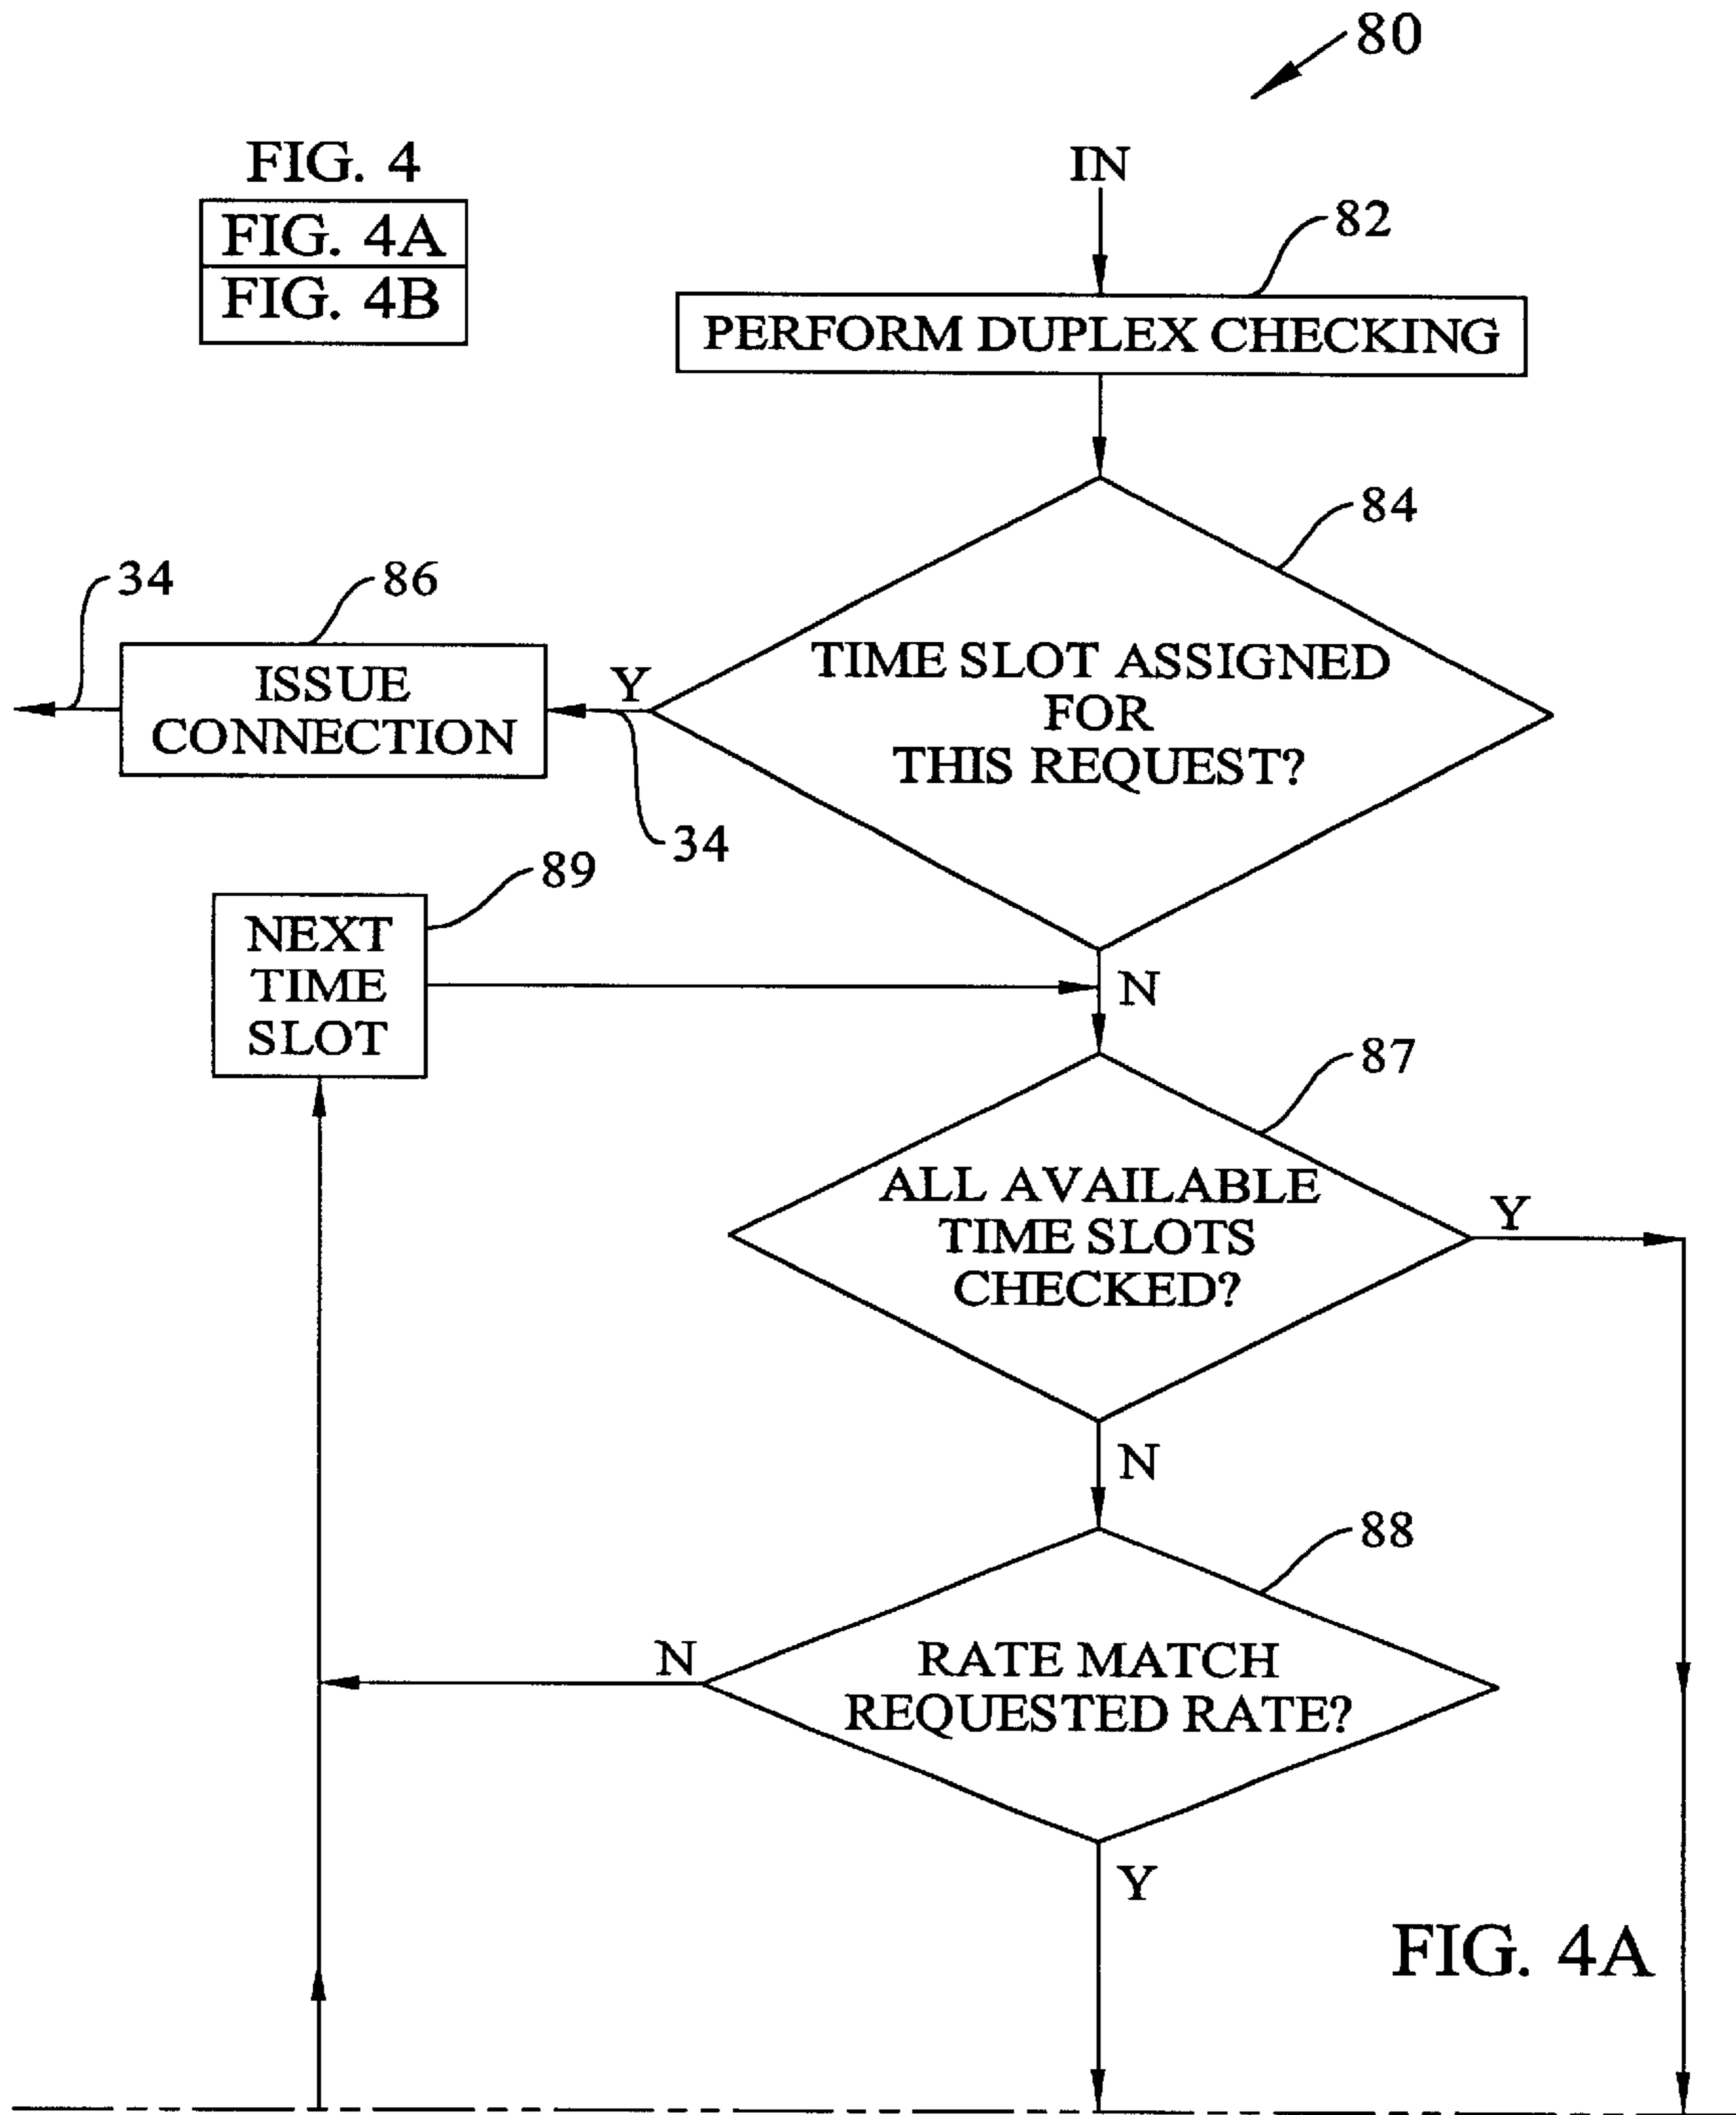 80
FIG. 4
FIG. 4A
FIG. 4B
IN
82
PERFORM DUPLEX CHECKING
84
34
86
ISSUE
CONNECTION
Y
34
TIME SLOT ASSIGNED
FOR
THIS REQUEST?
89
NEXT
TIME
SLOT
N
87
ALL AVAILABLE
TIME SLOTS
CHECKED?
Y
N
88
N
RATE MATCH
REQUESTED RATE?
Y
FIG. 4A